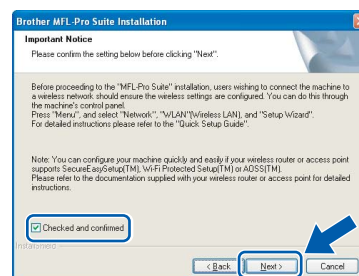 Brother MFL-Pro Suite Installation
Important Notice
Please confirm the setting below before clicking "Next".
Before proceeding to the "MFL-Pro Suite" installation, users wishing to connect the machine to
a wireless network should ensure the wireless settings are configured. You can do this through
the machine's control panel.
Press "Menu", and select "Network", "WLAN"(Wireless LAN), and "Setup Wizard".
For detailed instructions please refer to the "Quick Setup Guide".
Note: You can configure your machine quickly and easily if your wireless router or access point
supports SecureEasySetup(TM), Wi-Fi Protected Setup(TM) or AOSS(TM).
Please refer to the documentation supplied with your wireless router or access point for detailed
instructions.
Checked and confirmed
InstallShield
< Back Next > Cancel